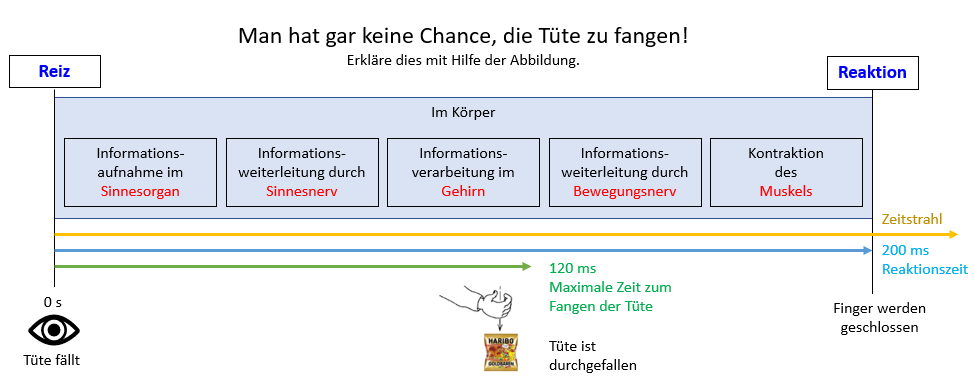 Man hat gar keine Chance, die Tüte zu fangen!
Erkläre dies mit Hilfe der Abbildung.
Reiz
Reaktion
Im Körper
Informations-
aufnahme im
Sinnesorgan
Informations-
weiterleitung durch
Sinnesnerv
Informations-
verarbeitung im
Gehirn
Informations-
weiterleitung durch
Bewegungsnerv
Kontraktion
des
Muskels
Zeitstrahl
200 ms
Reaktionszeit
120 ms
Maximale Zeit zum
Fangen der Tüte
0 s
Tüte fällt
HARIBO
GOLDBÄREN
Tüte ist
durchgefallen
Finger werden
geschlossen